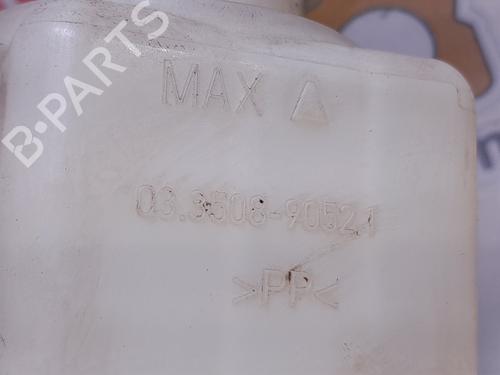 B-PARTS
MAX △
03.3508-9052.1
>PP<